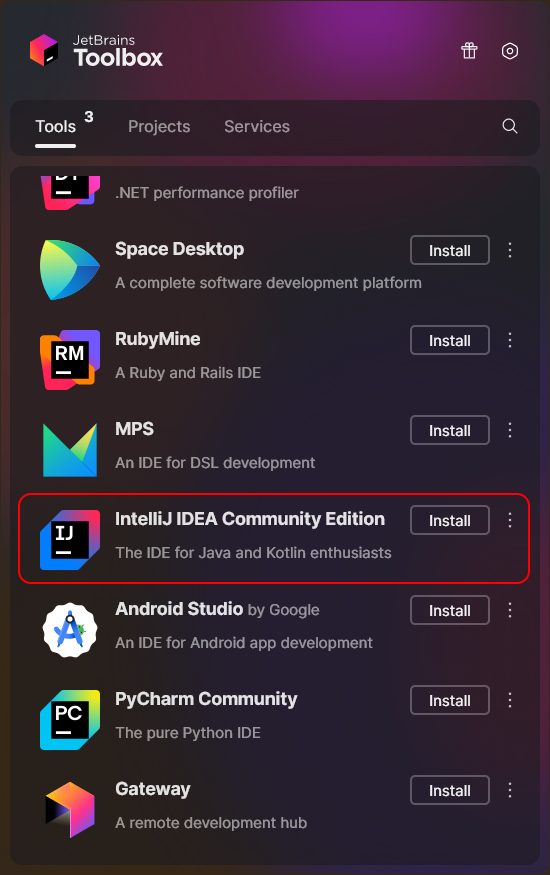 JetBrains
Toolbox
Tools 3 Projects Services
.NET performance profiler
Space Desktop Install
A complete software development platform
RM
RubyMine Install
A Ruby and Rails IDE
MPS Install
An IDE for DSL development
IJ
IntelliJ IDEA Community Edition Install
The IDE for Java and Kotlin enthusiasts
Android Studio by Google Install
An IDE for Android app development
PC
PyCharm Community Install
The pure Python IDE
Gateway Install
A remote development hub